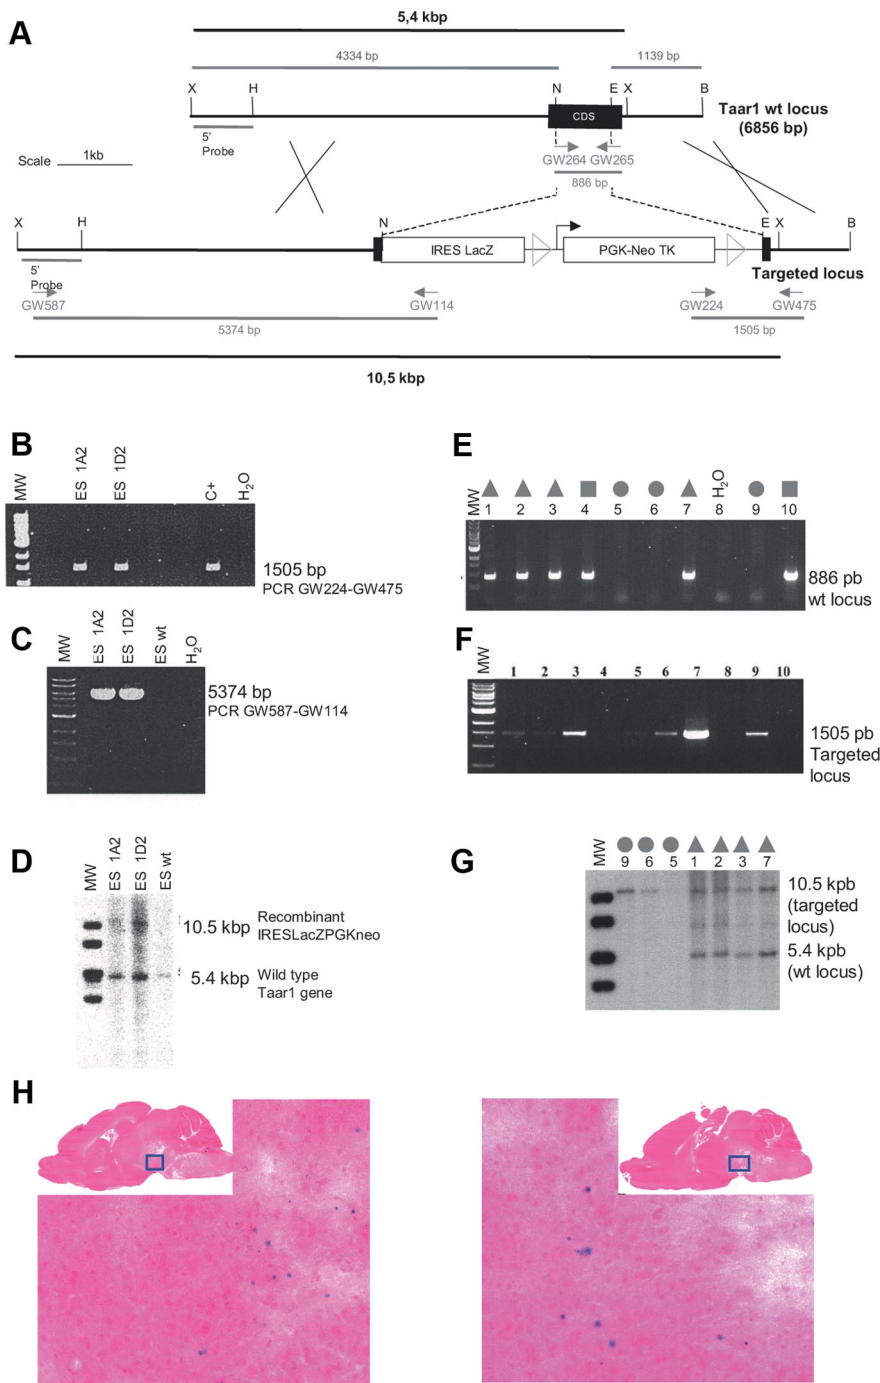 A
5,4 kbp
4334 bp
1139 bp
X
H
N
E
X
B
CDS
Taar1 wt locus
(6856 bp)
5'
Probe
Scale
1kb
GW264
GW265
886 bp
X
H
N
E
X
B
IRES LacZ
PGK-Neo TK
5'
Probe
Targeted locus
GW587
GW114
GW224
GW475
5374 bp
1505 bp
10,5 kbp
B
MW
ES 1A2
ES 1D2
C+
H2O
1505 bp
PCR GW224-GW475
C
MW
ES 1A2
ES 1D2
ES wt
H2O
5374 bp
PCR GW587-GW114
D
MW
ES 1A2
ES 1D2
ES wt
10.5 kbp
Recombinant
IRESLacZPGKneo
5.4 kbp
Wild type
Taar1 gene
E
MW
H2O
1 2 3 4 5 6 7 8 9 10
886 pb
wt locus
F
MW
1 2 3 4 5 6 7 8 9 10
1505 pb
Targeted
locus
G
MW
9 6 5 1 2 3 7
10.5 kpb
(targeted
locus)
5.4 kpb
(wt locus)
H